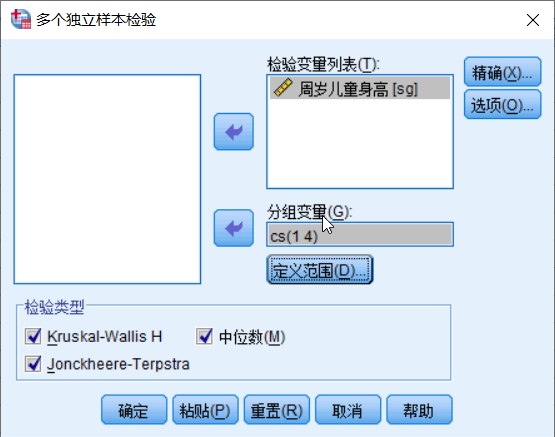 多个独立样本检验
检验变量列表(T):
周岁儿童身高 [sg]
精确(X)...
选项(O)...
分组变量(G):
cs(1 4)
定义范围(D)...
检验类型
Kruskal-Wallis H
中位数(M)
Jonckheere-Terpstra
确定
粘贴(P)
重置(R)
取消
帮助